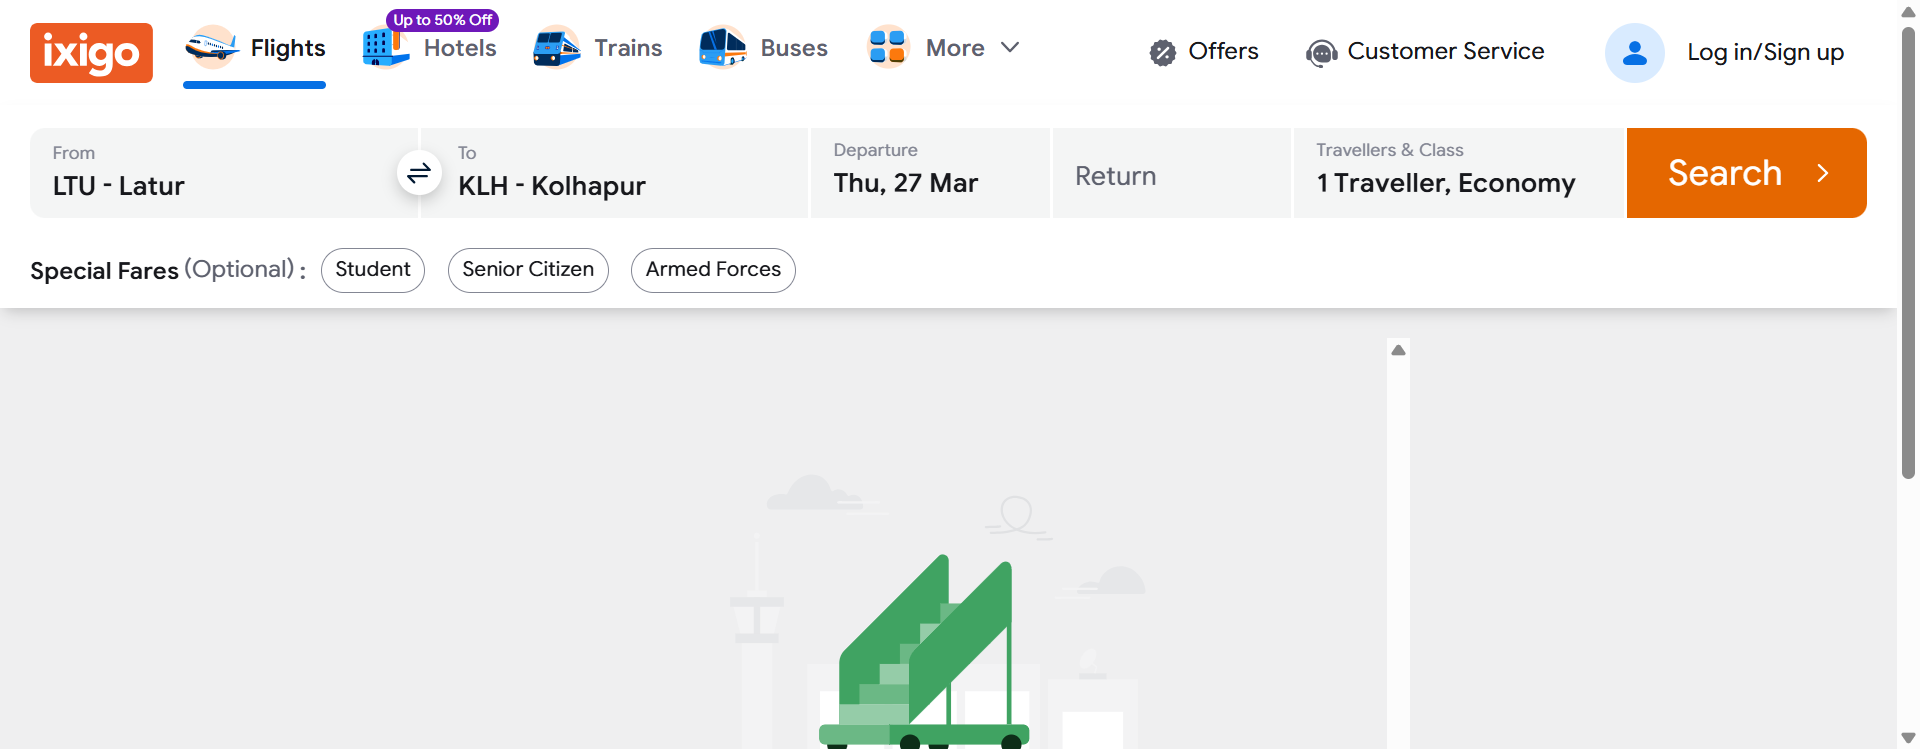 ixigo
Flights
Up to 50% Off
Hotels
Trains
Buses
More
Offers
Customer Service
Log in/Sign up
From
LTU - Latur
To
KLH - Kolhapur
Departure
Thu, 27 Mar
Return
Travellers & Class
1 Traveller, Economy
Search
Special Fares (Optional) :
Student
Senior Citizen
Armed Forces